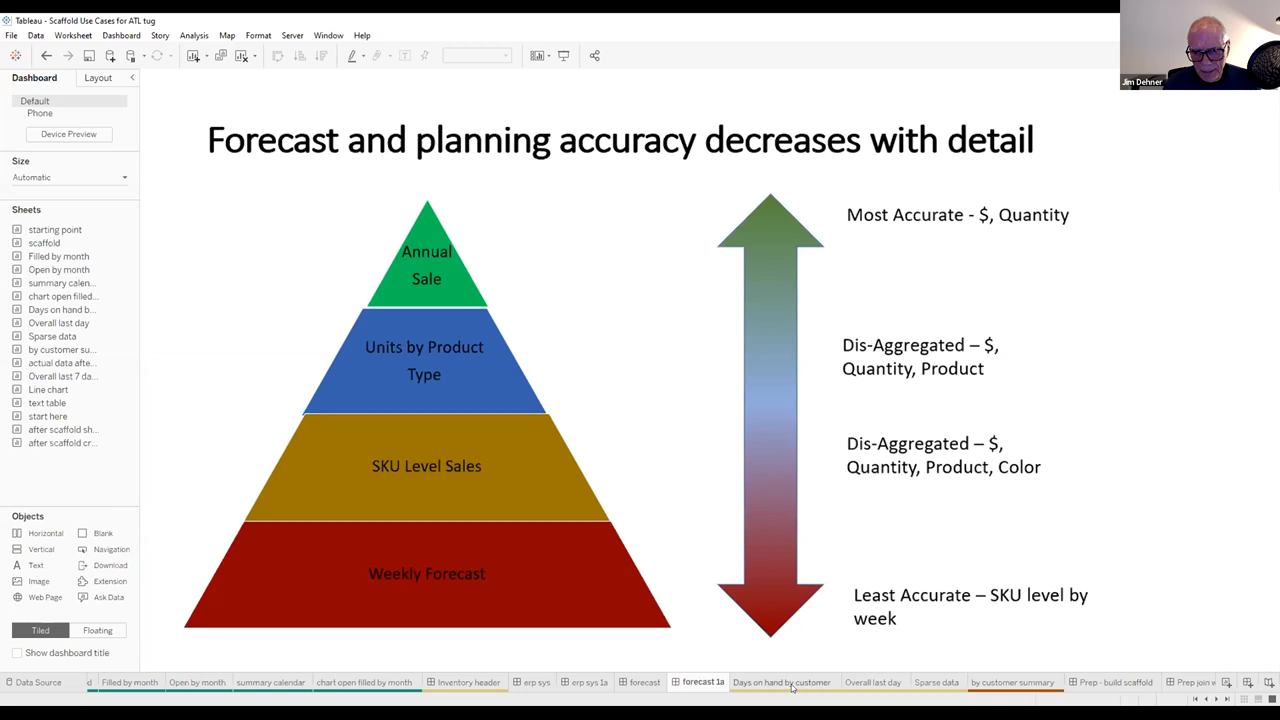 Tableau - Scaffold Use Cases for ATL tug
File Data Worksheet Dashboard Story Analysis Map Format Server Window Help
Jim Dehner
Dashboard Layout
Default
Phone
Device Preview
Size
Automatic
Sheets
starting point
scaffold
Filled by month
Open by month
summary calen...
chart open filled...
Days on hand b...
Overall last day
Sparse data
by customer su...
actual data afte...
Overall last 7 da...
Line chart
text table
start here
after scaffold sh...
after scaffold cr...
Objects
Horizontal Blank
Vertical Navigation
Text Download
Image Extension
Web Page Ask Data
Tiled Floating
Show dashboard title
Forecast and planning accuracy decreases with detail
Annual
Sale
Units by Product
Type
SKU Level Sales
Weekly Forecast
Most Accurate - $, Quantity
Dis-Aggregated – $,
Quantity, Product
Dis-Aggregated – $,
Quantity, Product, Color
Least Accurate – SKU level by
week
Data Source d Filled by month Open by month summary calendar chart open filled by month Inventory header erp sys erp sys 1a forecast forecast 1a Days on hand by customer Overall last day Sparse data by customer summary Prep - build scaffold Prep join w